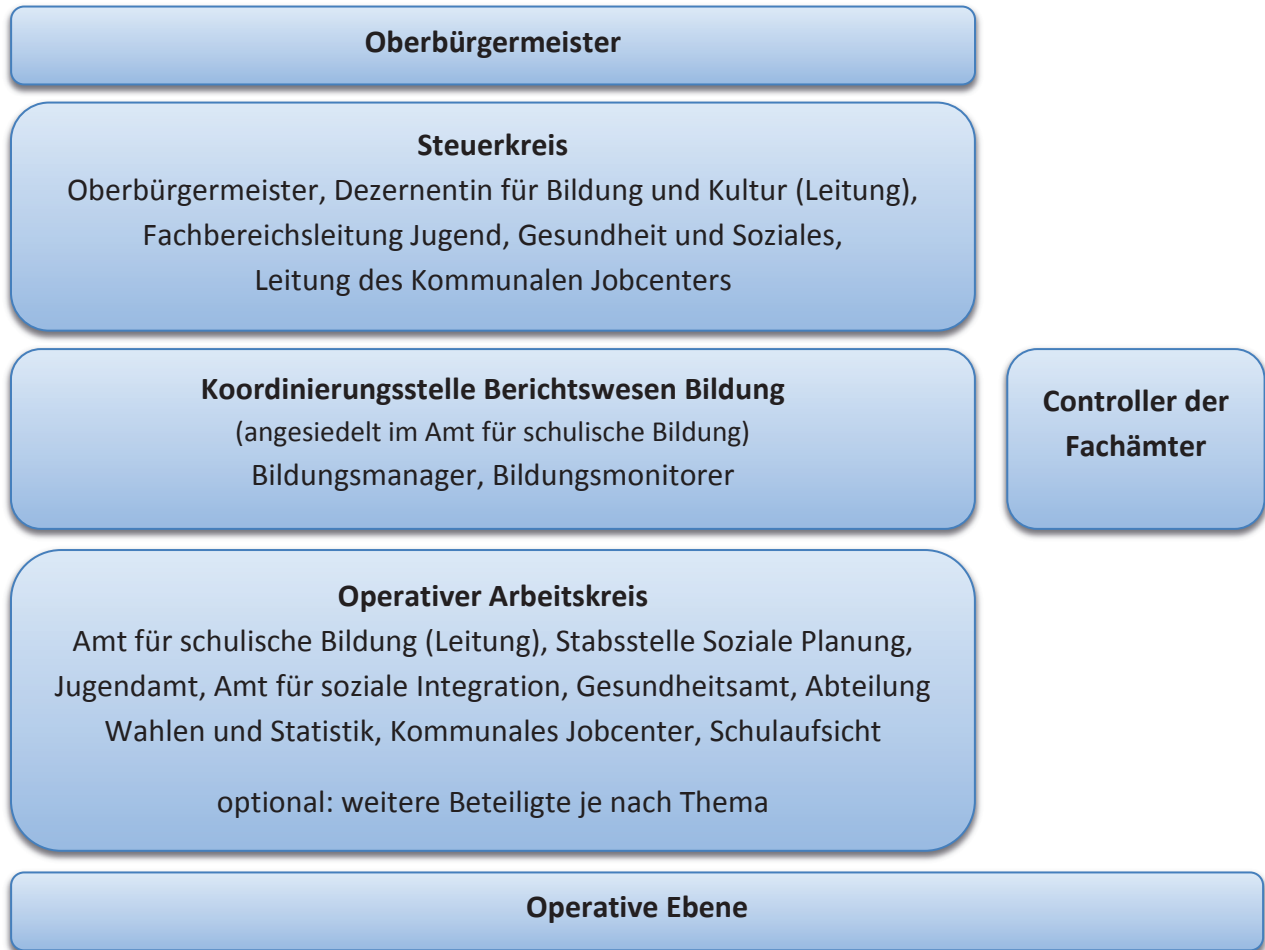 Oberbürgermeister
Steuerkreis
Oberbürgermeister, Dezernentin für Bildung und Kultur (Leitung),
Fachbereichsleitung Jugend, Gesundheit und Soziales,
Leitung des Kommunalen Jobcenters
Koordinierungsstelle Berichtswesen Bildung
(angesiedelt im Amt für schulische Bildung)
Bildungsmanager, Bildungsmonitorer
Controller der
Fachämter
Operativer Arbeitskreis
Amt für schulische Bildung (Leitung), Stabsstelle Soziale Planung,
Jugendamt, Amt für soziale Integration, Gesundheitsamt, Abteilung
Wahlen und Statistik, Kommunales Jobcenter, Schulaufsicht
optional: weitere Beteiligte je nach Thema
Operative Ebene